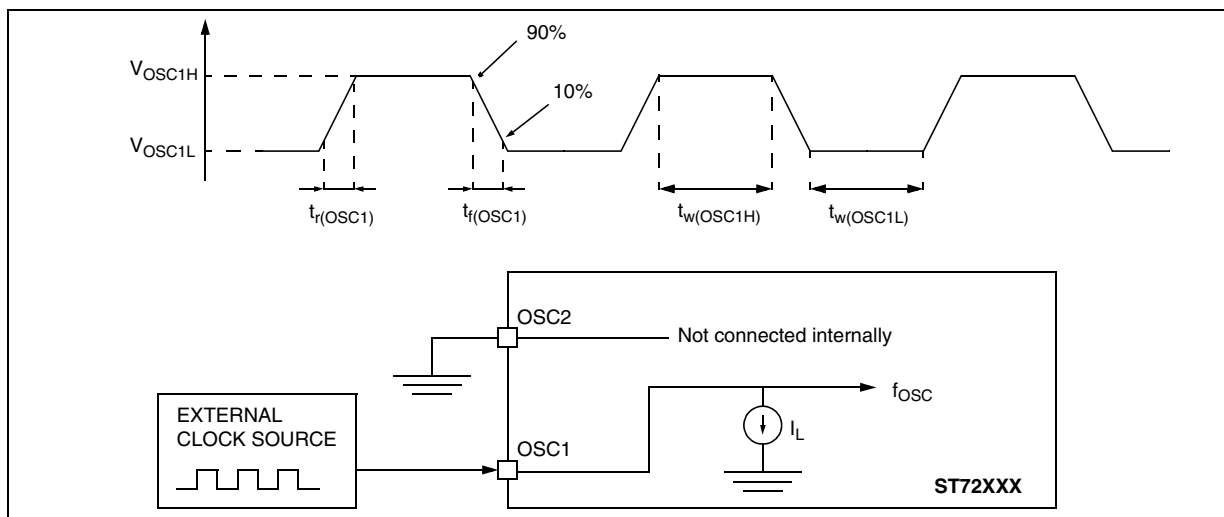 90%
V_OSC1H
10%
V_OSC1L
t_r(OSC1)
t_f(OSC1)
t_w(OSC1H)
t_w(OSC1L)
OSC2
Not connected internally
f_OSC
EXTERNAL
CLOCK SOURCE
I_L
OSC1
ST72XXX